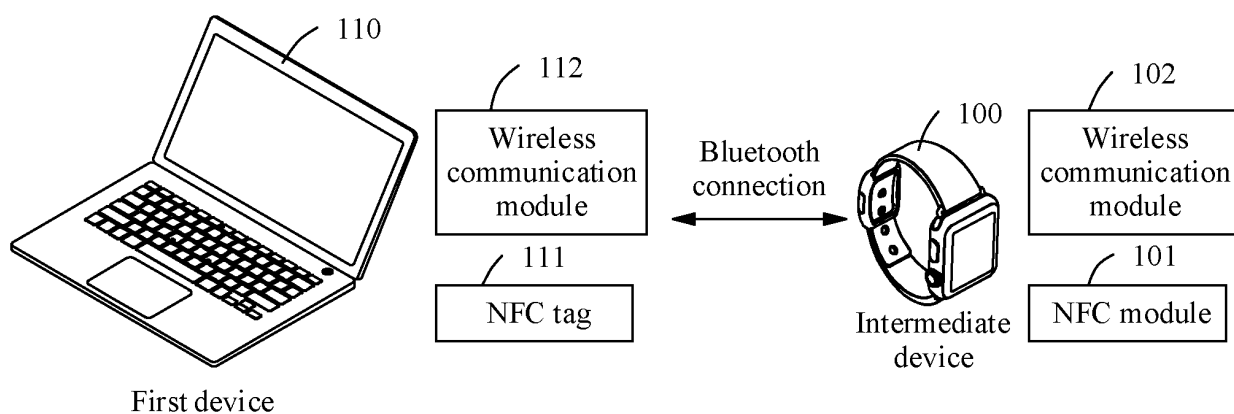 110
112
Wireless
communication
module
111
NFC tag
First device
Bluetooth
connection
100
Intermediate
device
102
Wireless
communication
module
101
NFC module